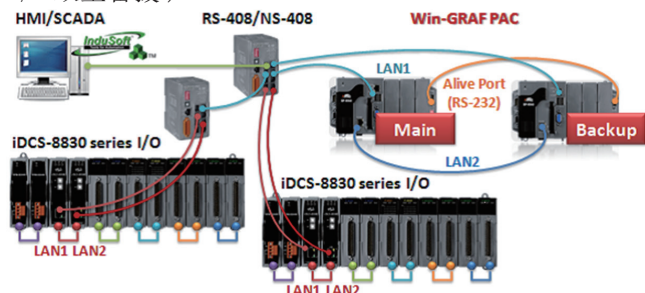 HMI/SCADA
InduSoft
RS-408/NS-408
Win-GRAF PAC
LAN1
Alive Port
(RS-232)
Main
Backup
LAN2
iDCS-8830 series I/O
LAN1 LAN2
iDCS-8830 series I/O
LAN1 LAN2